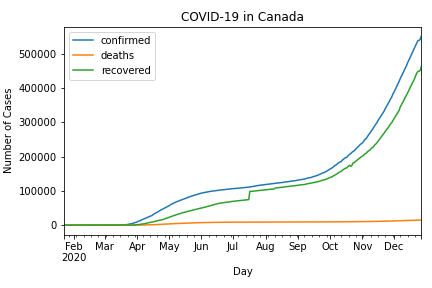 COVID-19 in Canada
confirmed
deaths
recovered
Number of Cases
500000
400000
300000
200000
100000
0
Feb Mar Apr May Jun Jul Aug Sep Oct Nov Dec
2020
Day